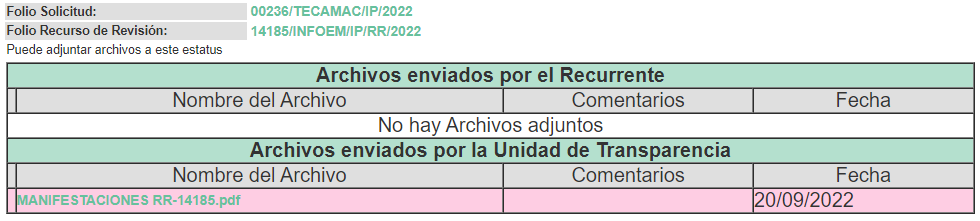 Folio Solicitud: 00236/TECAMAC/IP/2022
Folio Recurso de Revisión: 14185/INFOEM/IP/RR/2022
Puede adjuntar archivos a este estatus
Archivos enviados por el Recurrente
Nombre del Archivo Comentarios Fecha
No hay Archivos adjuntos
Archivos enviados por la Unidad de Transparencia
Nombre del Archivo Comentarios Fecha
MANIFESTACIONES RR-14185.pdf 20/09/2022